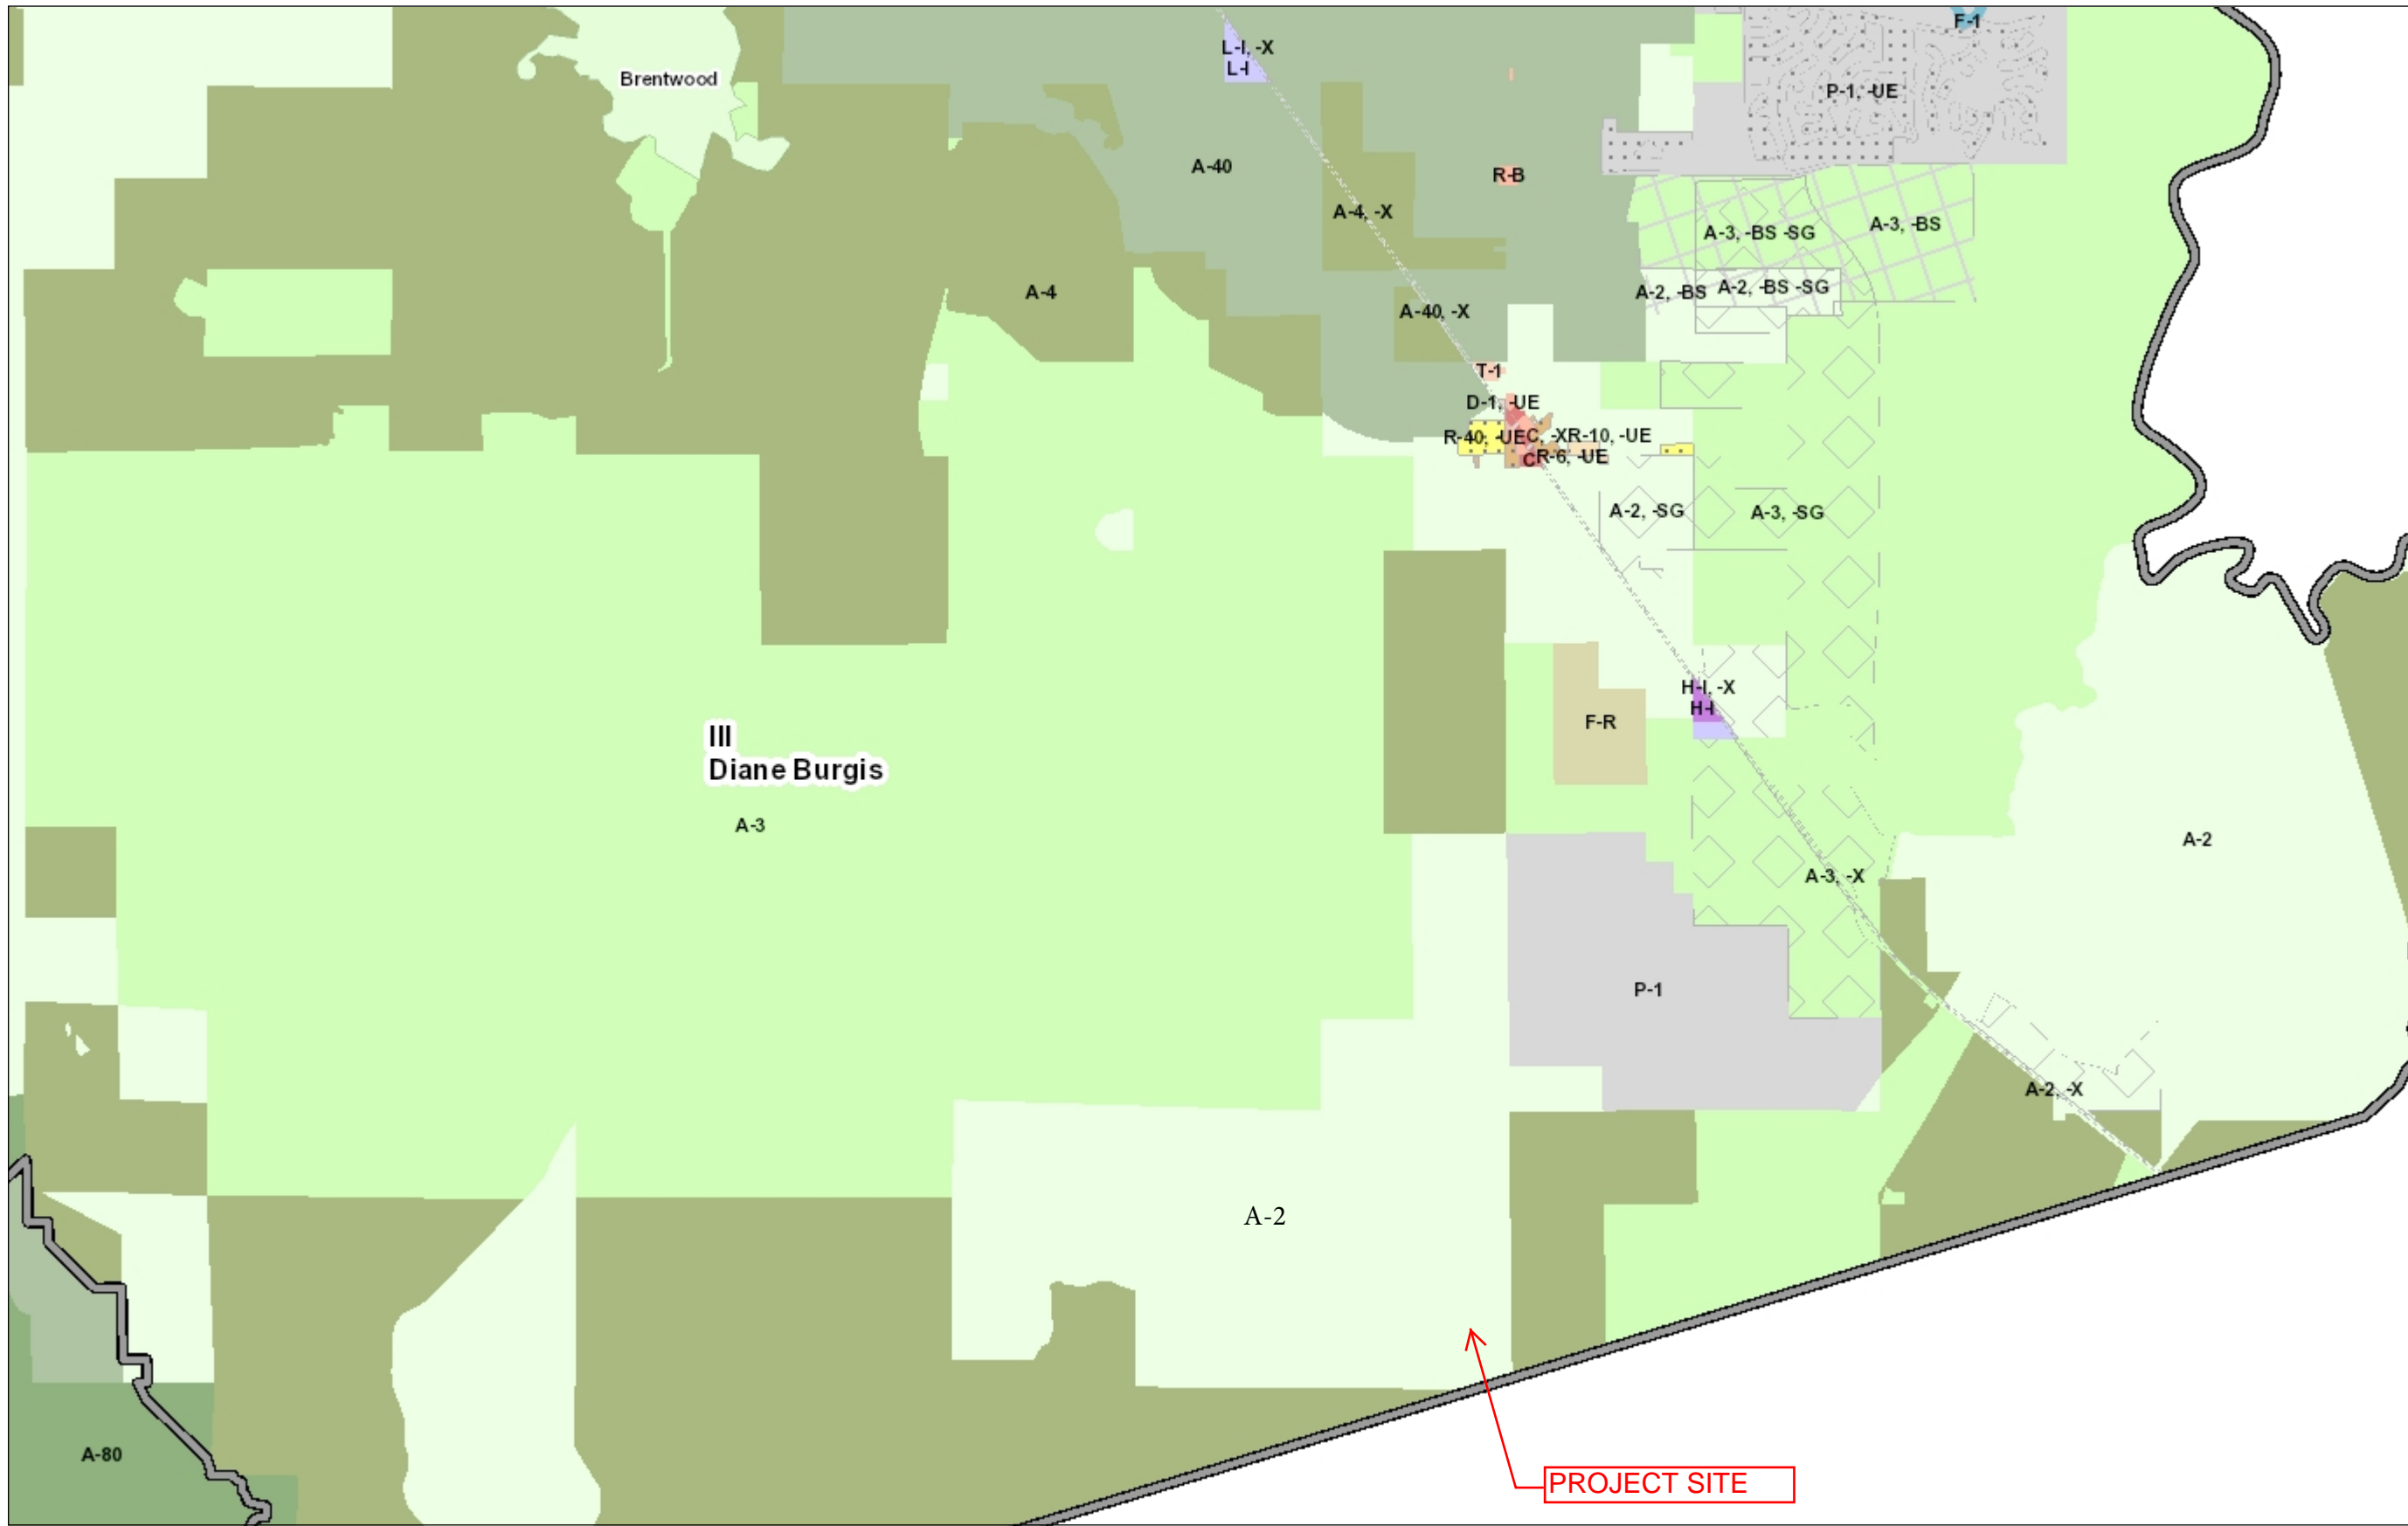 F-1
L-I, -X
L-I
Brentwood
P-1, -UE
A-40
R-B
A-4, -X
A-3, -BS -SG
A-3, -BS
A-4
A-2, -BS
A-2, -BS -SG
A-40, -X
T-1
D-1, -UE
R-40, -UE
C, -X
R-10, -UE
C
R-6, -UE
A-2, -SG
A-3, -SG
H-I, -X
H-I
F-R
III
Diane Burgis
A-3
A-2
A-3, -X
P-1
A-2, -X
A-2
A-80
PROJECT SITE